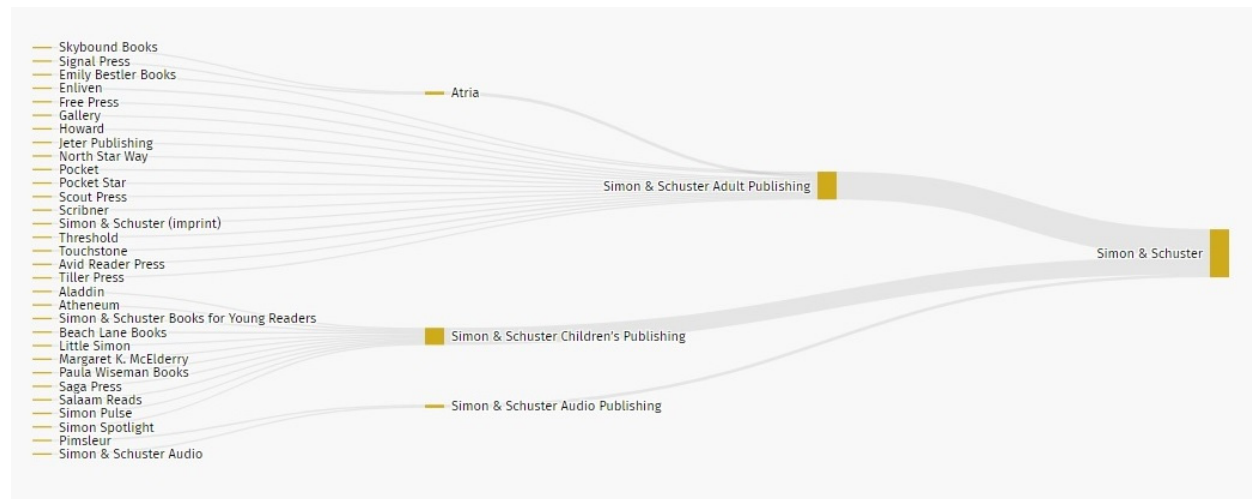 Skybound Books
Signal Press
Emily Bestler Books
Enliven
Free Press
Gallery
Howard
Jeter Publishing
North Star Way
Pocket
Pocket Star
Scout Press
Scribner
Simon & Schuster (imprint)
Threshold
Touchstone
Avid Reader Press
Tiller Press
Aladdin
Atheneum
Simon & Schuster Books for Young Readers
Beach Lane Books
Little Simon
Margaret K. McElderry
Paula Wiseman Books
Saga Press
Salaam Reads
Simon Pulse
Simon Spotlight
Pimsleur
Simon & Schuster Audio
Atria
Simon & Schuster Children's Publishing
Simon & Schuster Audio Publishing
Simon & Schuster Adult Publishing
Simon & Schuster